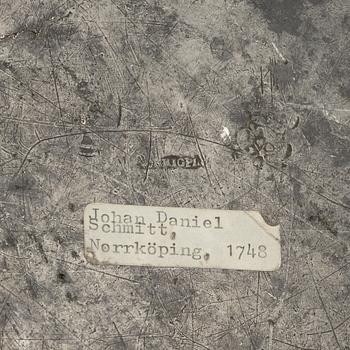 Johan Daniel
Schmitt,
Norrköping, 1748